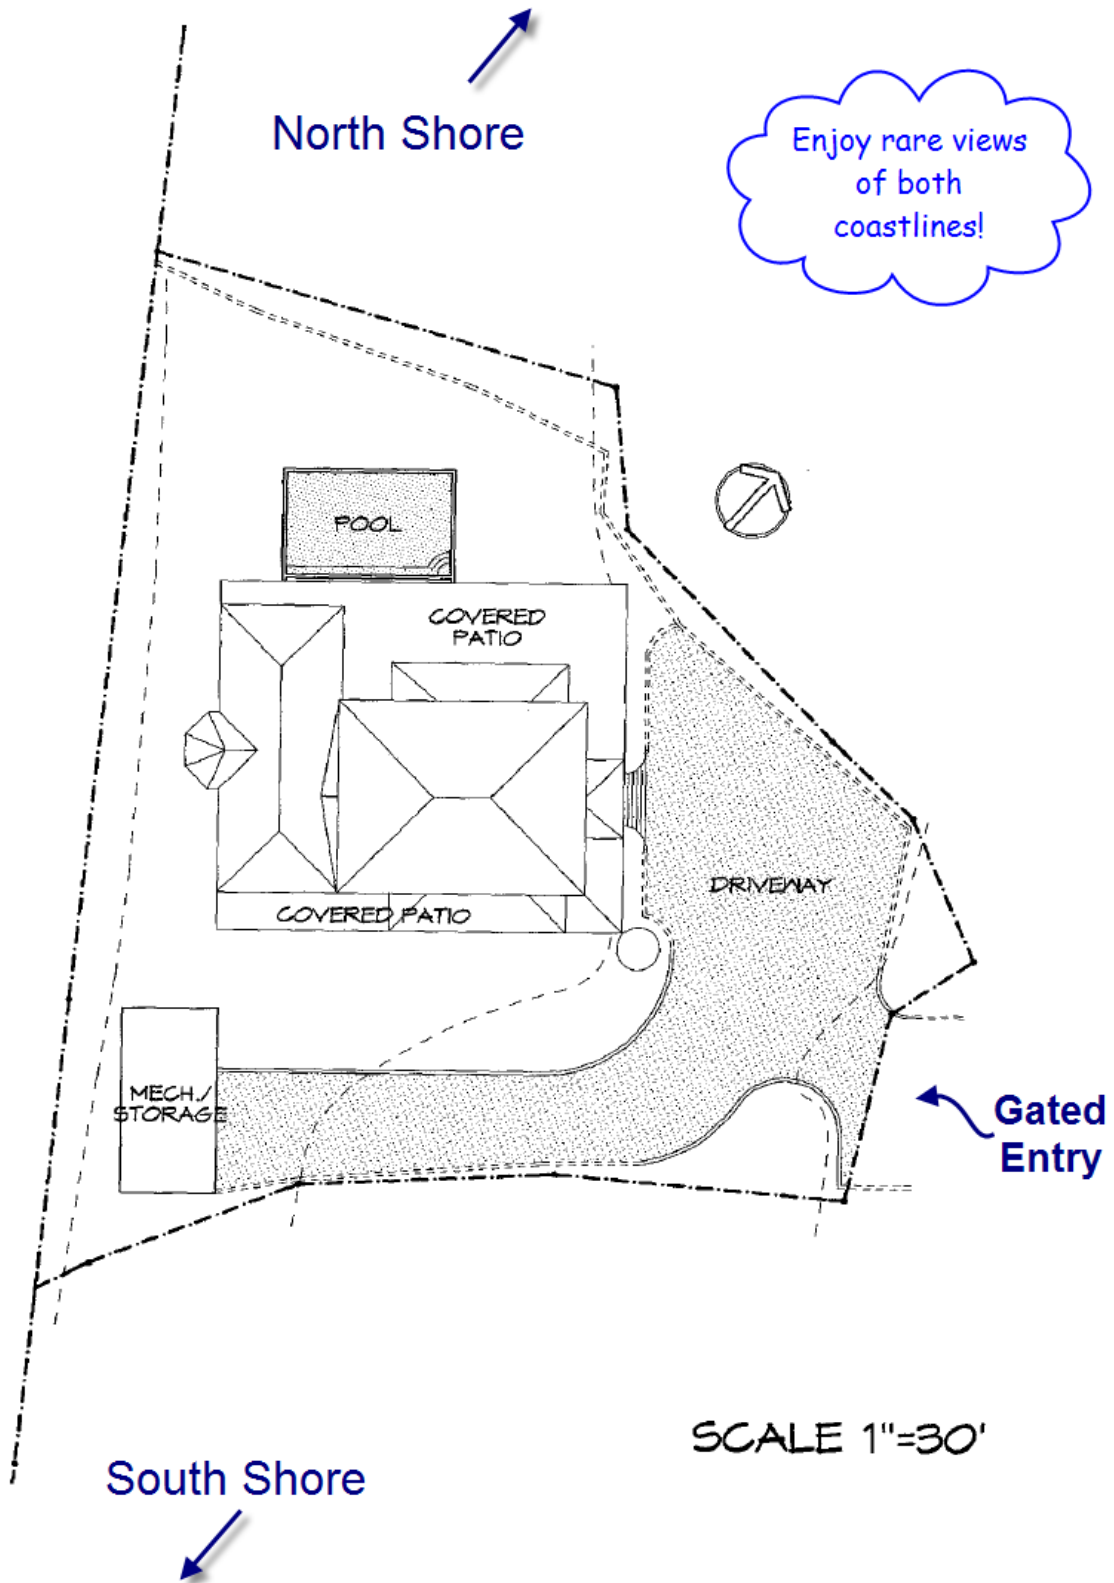 North Shore
Enjoy rare views
of both
coastlines!
POOL
COVERED
PATIO
DRIVEWAY
COVERED PATIO
MECH./
STORAGE
Gated
Entry
SCALE 1"=30'
South Shore